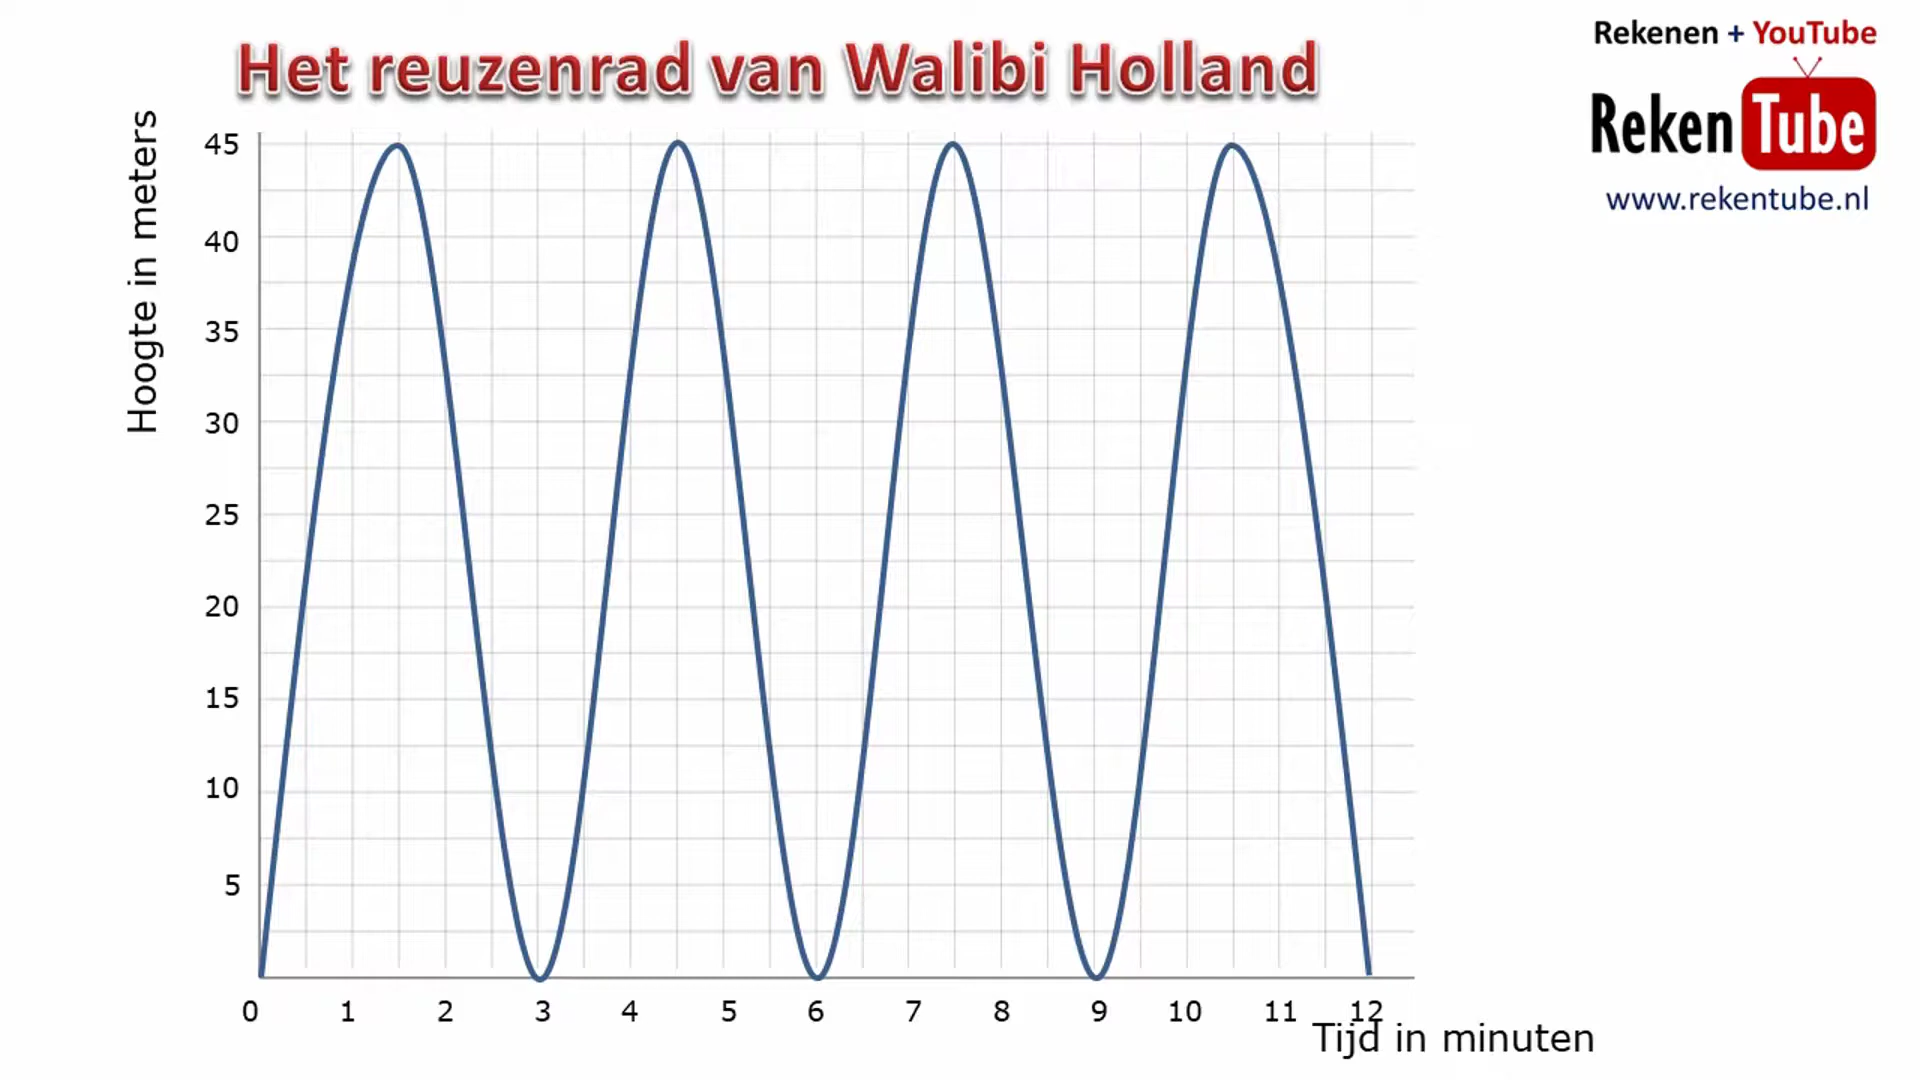 Het reuzenrad van Walibi Holland
Rekenen + YouTube
Reken Tube
www.rekentube.nl
Hoogte in meters
45
40
35
30
25
20
15
10
5
0 1 2 3 4 5 6 7 8 9 10 11 12
Tijd in minuten